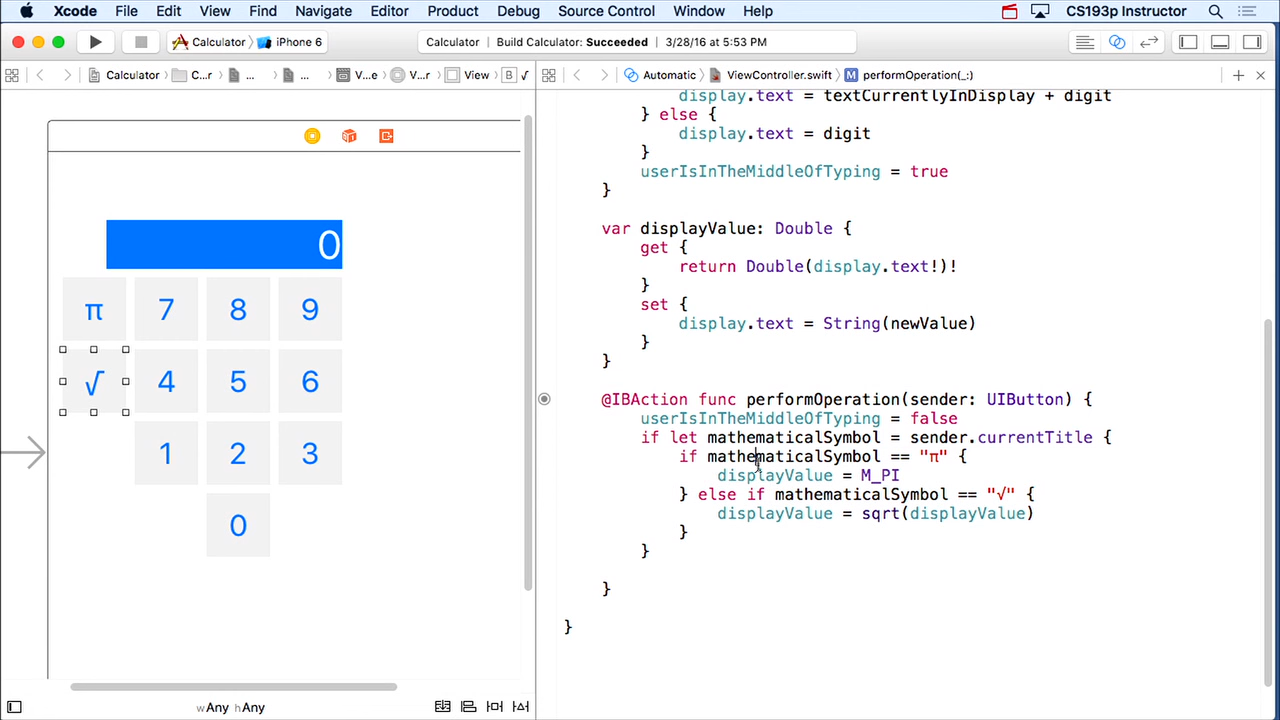 Xcode File Edit View Find Navigate Editor Product Debug Source Control Window Help CS193p Instructor
Calculator iPhone 6 Calculator Build Calculator: Succeeded 3/28/16 at 5:53 PM
Calculator C...r ... ... V...e V...r View B √ Automatic ViewController.swift M performOperation(_:)
0
π 7 8 9
√ 4 5 6
1 2 3
0
wAny hAny
display.text = textCurrentlyInDisplay + digit
} else {
display.text = digit
}
userIsInTheMiddleOfTyping = true
}
var displayValue: Double {
get {
return Double(display.text!)!
}
set {
display.text = String(newValue)
}
}
@IBAction func performOperation(sender: UIButton) {
userIsInTheMiddleOfTyping = false
if let mathematicalSymbol = sender.currentTitle {
if mathematicalSymbol == "π" {
displayValue = M_PI
} else if mathematicalSymbol == "√" {
displayValue = sqrt(displayValue)
}
}
}
}